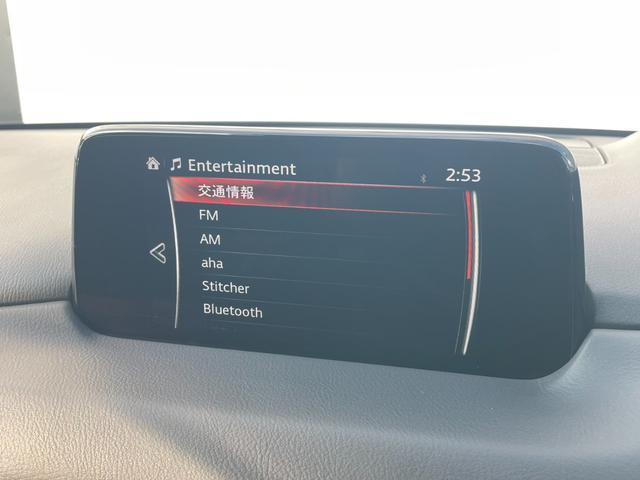 Entertainment
2:53
交通情報
FM
AM
aha
Stitcher
Bluetooth